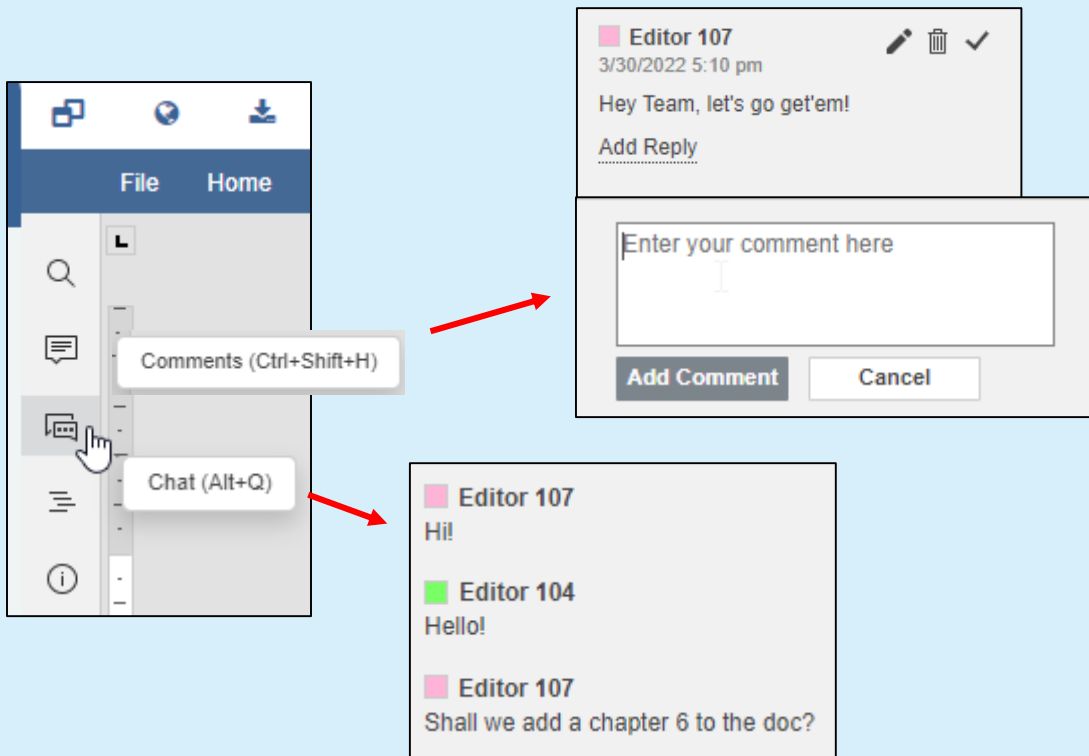 File Home
Comments (Ctrl+Shift+H)
Chat (Alt+Q)
Editor 107
3/30/2022 5:10 pm
Hey Team, let's go get'em!
Add Reply
Enter your comment here
Add Comment Cancel
Editor 107
Hi!
Editor 104
Hello!
Editor 107
Shall we add a chapter 6 to the doc?